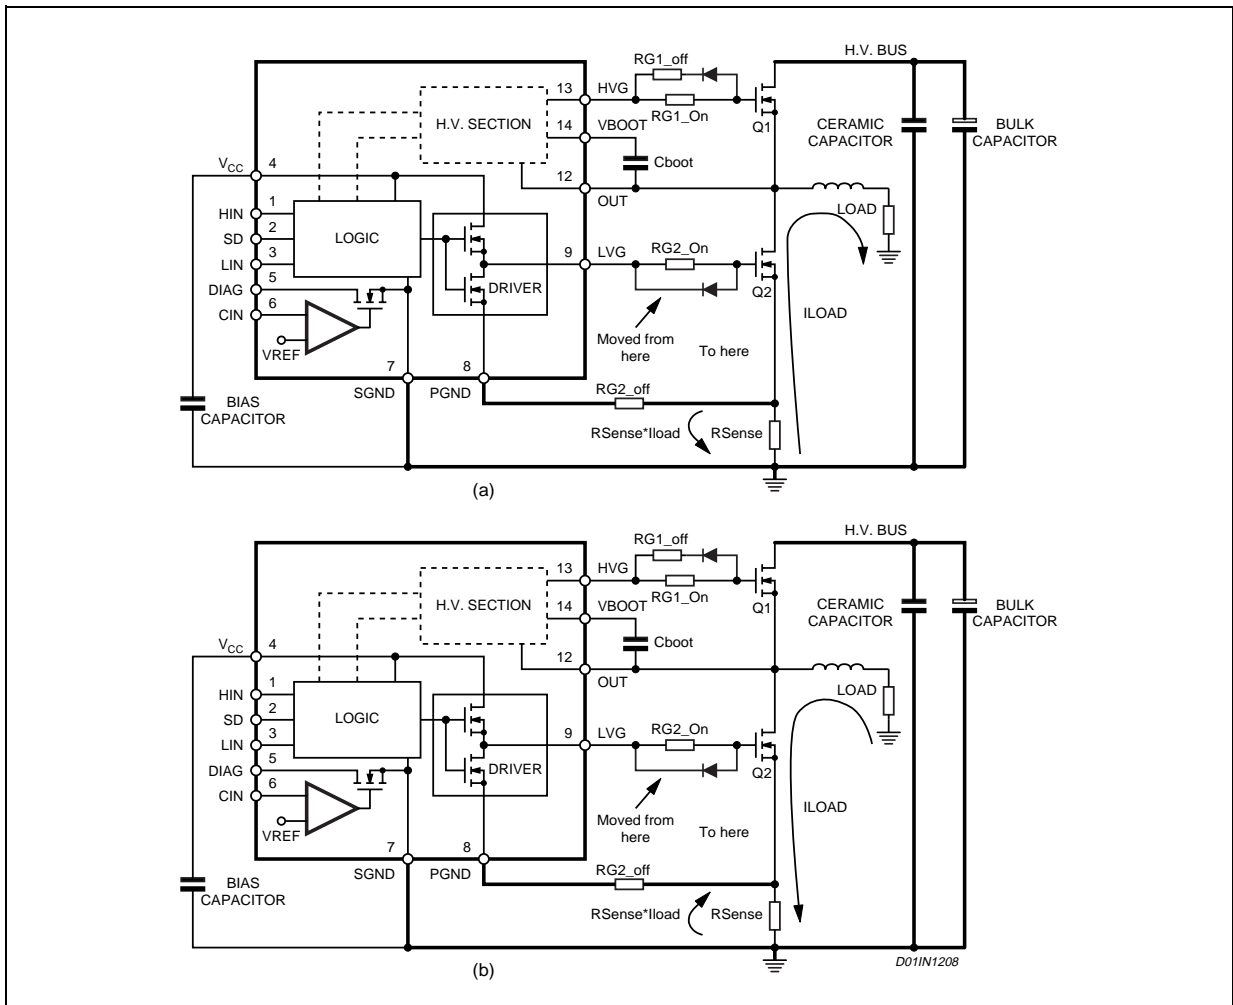 H.V. BUS
RG1_off
13 HVG
RG1_On
Q1
H.V. SECTION
14 VBOOT
CERAMIC
CAPACITOR
BULK
CAPACITOR
Cboot
VCC 4
12
OUT
1
HIN
2
SD
3
LIN
5
DIAG
6
CIN
LOGIC
LOAD
RG2_On
9 LVG
DRIVER
Q2
ILOAD
VREF
Moved from
here
To here
7
8
SGND
PGND
RG2_off
BIAS
CAPACITOR
RSense*Iload
RSense
(a)
H.V. BUS
RG1_off
13 HVG
RG1_On
Q1
H.V. SECTION
14 VBOOT
CERAMIC
CAPACITOR
BULK
CAPACITOR
Cboot
VCC 4
12
OUT
1
HIN
2
SD
3
LIN
5
DIAG
6
CIN
LOGIC
LOAD
RG2_On
9 LVG
DRIVER
Q2
ILOAD
VREF
Moved from
here
To here
7
8
SGND
PGND
RG2_off
BIAS
CAPACITOR
RSense*Iload
RSense
D01IN1208
(b)